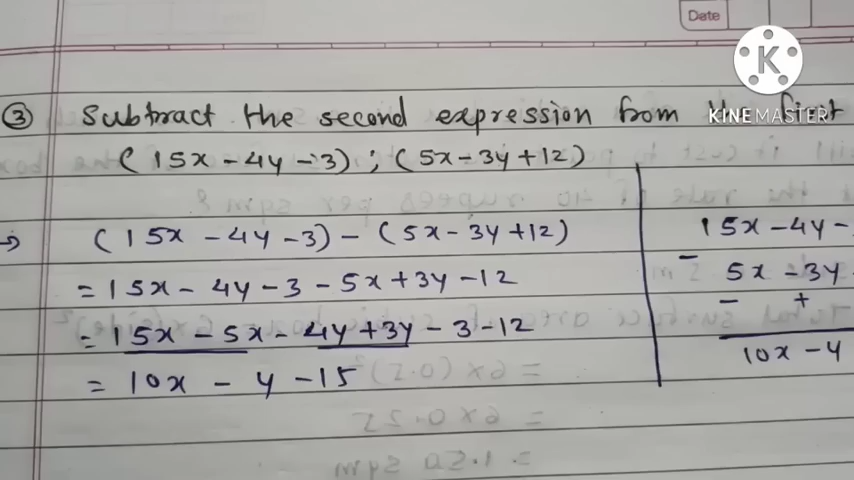 Date
K
KINEMASTER
③ Subtract the second expression from the first
(15x - 4y - 3) ; (5x - 3y + 12)
→ (15x - 4y - 3) - (5x - 3y + 12)
= 15x - 4y - 3 - 5x + 3y - 12
= 15x - 5x - 4y + 3y - 3 - 12
= 10x - y - 15
15x - 4y -
- 5x - 3y
- +
10x - y